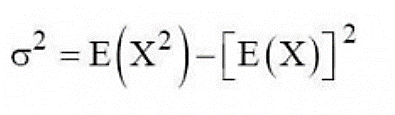 σ² = E(X²) − [E(X)]²